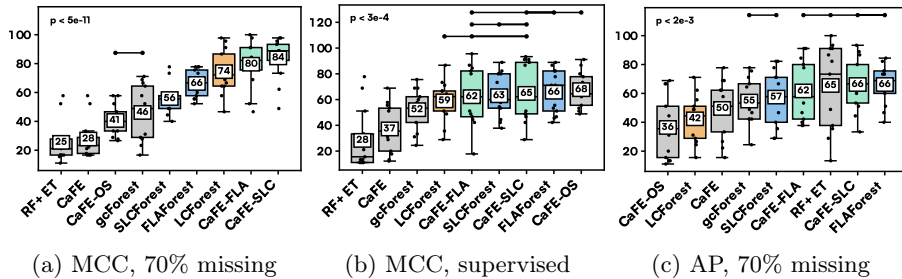 p < 5e-11
100
80
60
40
20
25
28
41
46
56
66
74
80
84
RF+ ET
CaFE
CaFE-OS
gcForest
SLCForest
FLAForest
LCForest
CaFE-FLA
CaFE-SLC
(a) MCC, 70% missing
p < 3e-4
120
100
80
60
40
20
28
37
52
59
62
63
65
66
68
RF+ ET
CaFE
gcForest
LCForest
CaFE-FLA
SLCForest
CaFE-SLC
FLAForest
CaFE-OS
(b) MCC, supervised
p < 2e-3
100
80
60
40
20
36
42
50
55
57
62
65
66
66
CaFE-OS
LCForest
CaFE
gcForest
SLCForest
CaFE-FLA
RF+ ET
CaFE-SLC
FLAForest
(c) AP, 70% missing